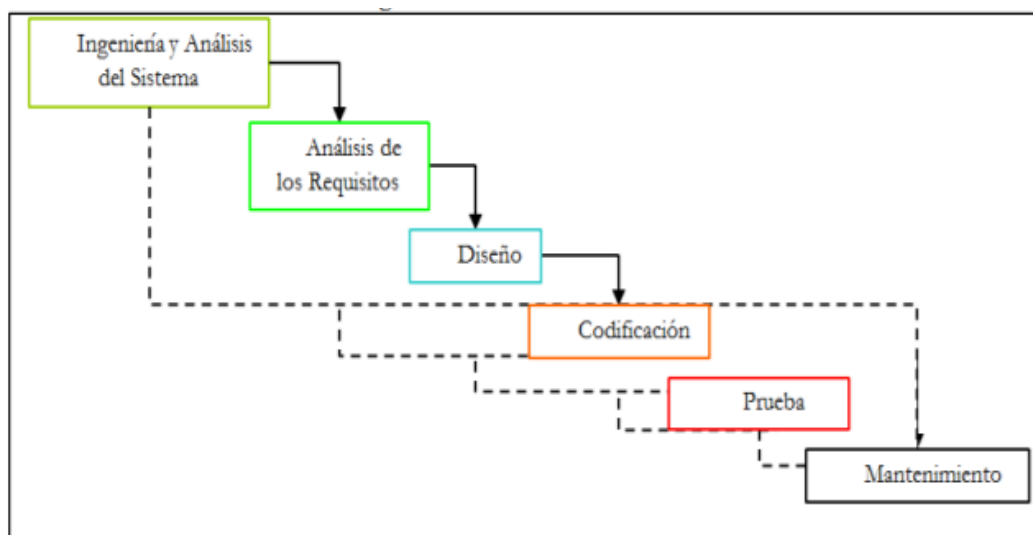 Ingeniería y Análisis
del Sistema
Análisis de
los Requisitos
Diseño
Codificación
Prueba
Mantenimiento